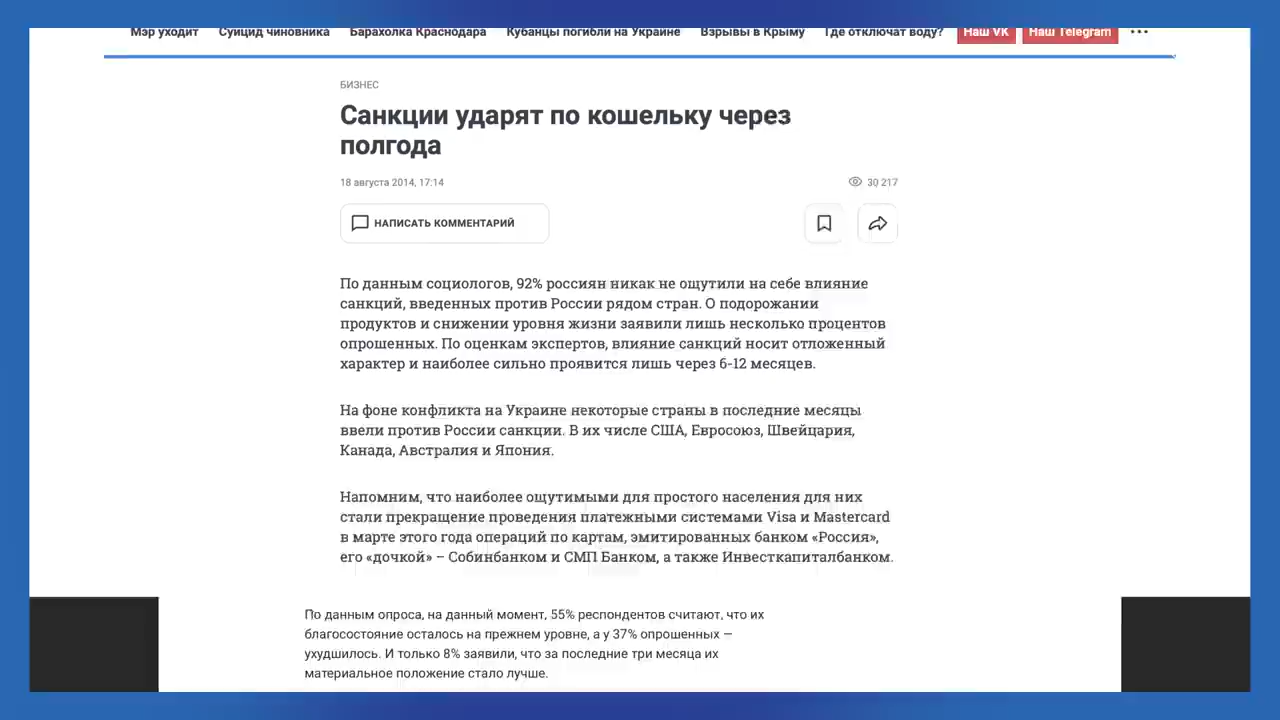 Мэр уходит Суицид чиновника Барахолка Краснодара Кубанцы погибли на Украине Взрывы в Крыму Где отключат воду? Наш VK Наш Telegram ...
БИЗНЕС
Санкции ударят по кошельку через
полгода
18 августа 2014, 17:14 30 217
НАПИСАТЬ КОММЕНТАРИЙ
По данным социологов, 92% россиян никак не ощутили на себе влияние
санкций, введенных против России рядом стран. О подорожании
продуктов и снижении уровня жизни заявили лишь несколько процентов
опрошенных. По оценкам экспертов, влияние санкций носит отложенный
характер и наиболее сильно проявится лишь через 6-12 месяцев.
На фоне конфликта на Украине некоторые страны в последние месяцы
ввели против России санкции. В их числе США, Евросоюз, Швейцария,
Канада, Австралия и Япония.
Напомним, что наиболее ощутимыми для простого населения для них
стали прекращение проведения платежными системами Visa и Mastercard
в марте этого года операций по картам, эмитированных банком «Россия»,
его «дочкой» – Собинбанком и СМП Банком, а также Инвесткапиталбанком.
По данным опроса, на данный момент, 55% респондентов считают, что их
благосостояние осталось на прежнем уровне, а у 37% опрошенных —
ухудшилось. И только 8% заявили, что за последние три месяца их
материальное положение стало лучше.